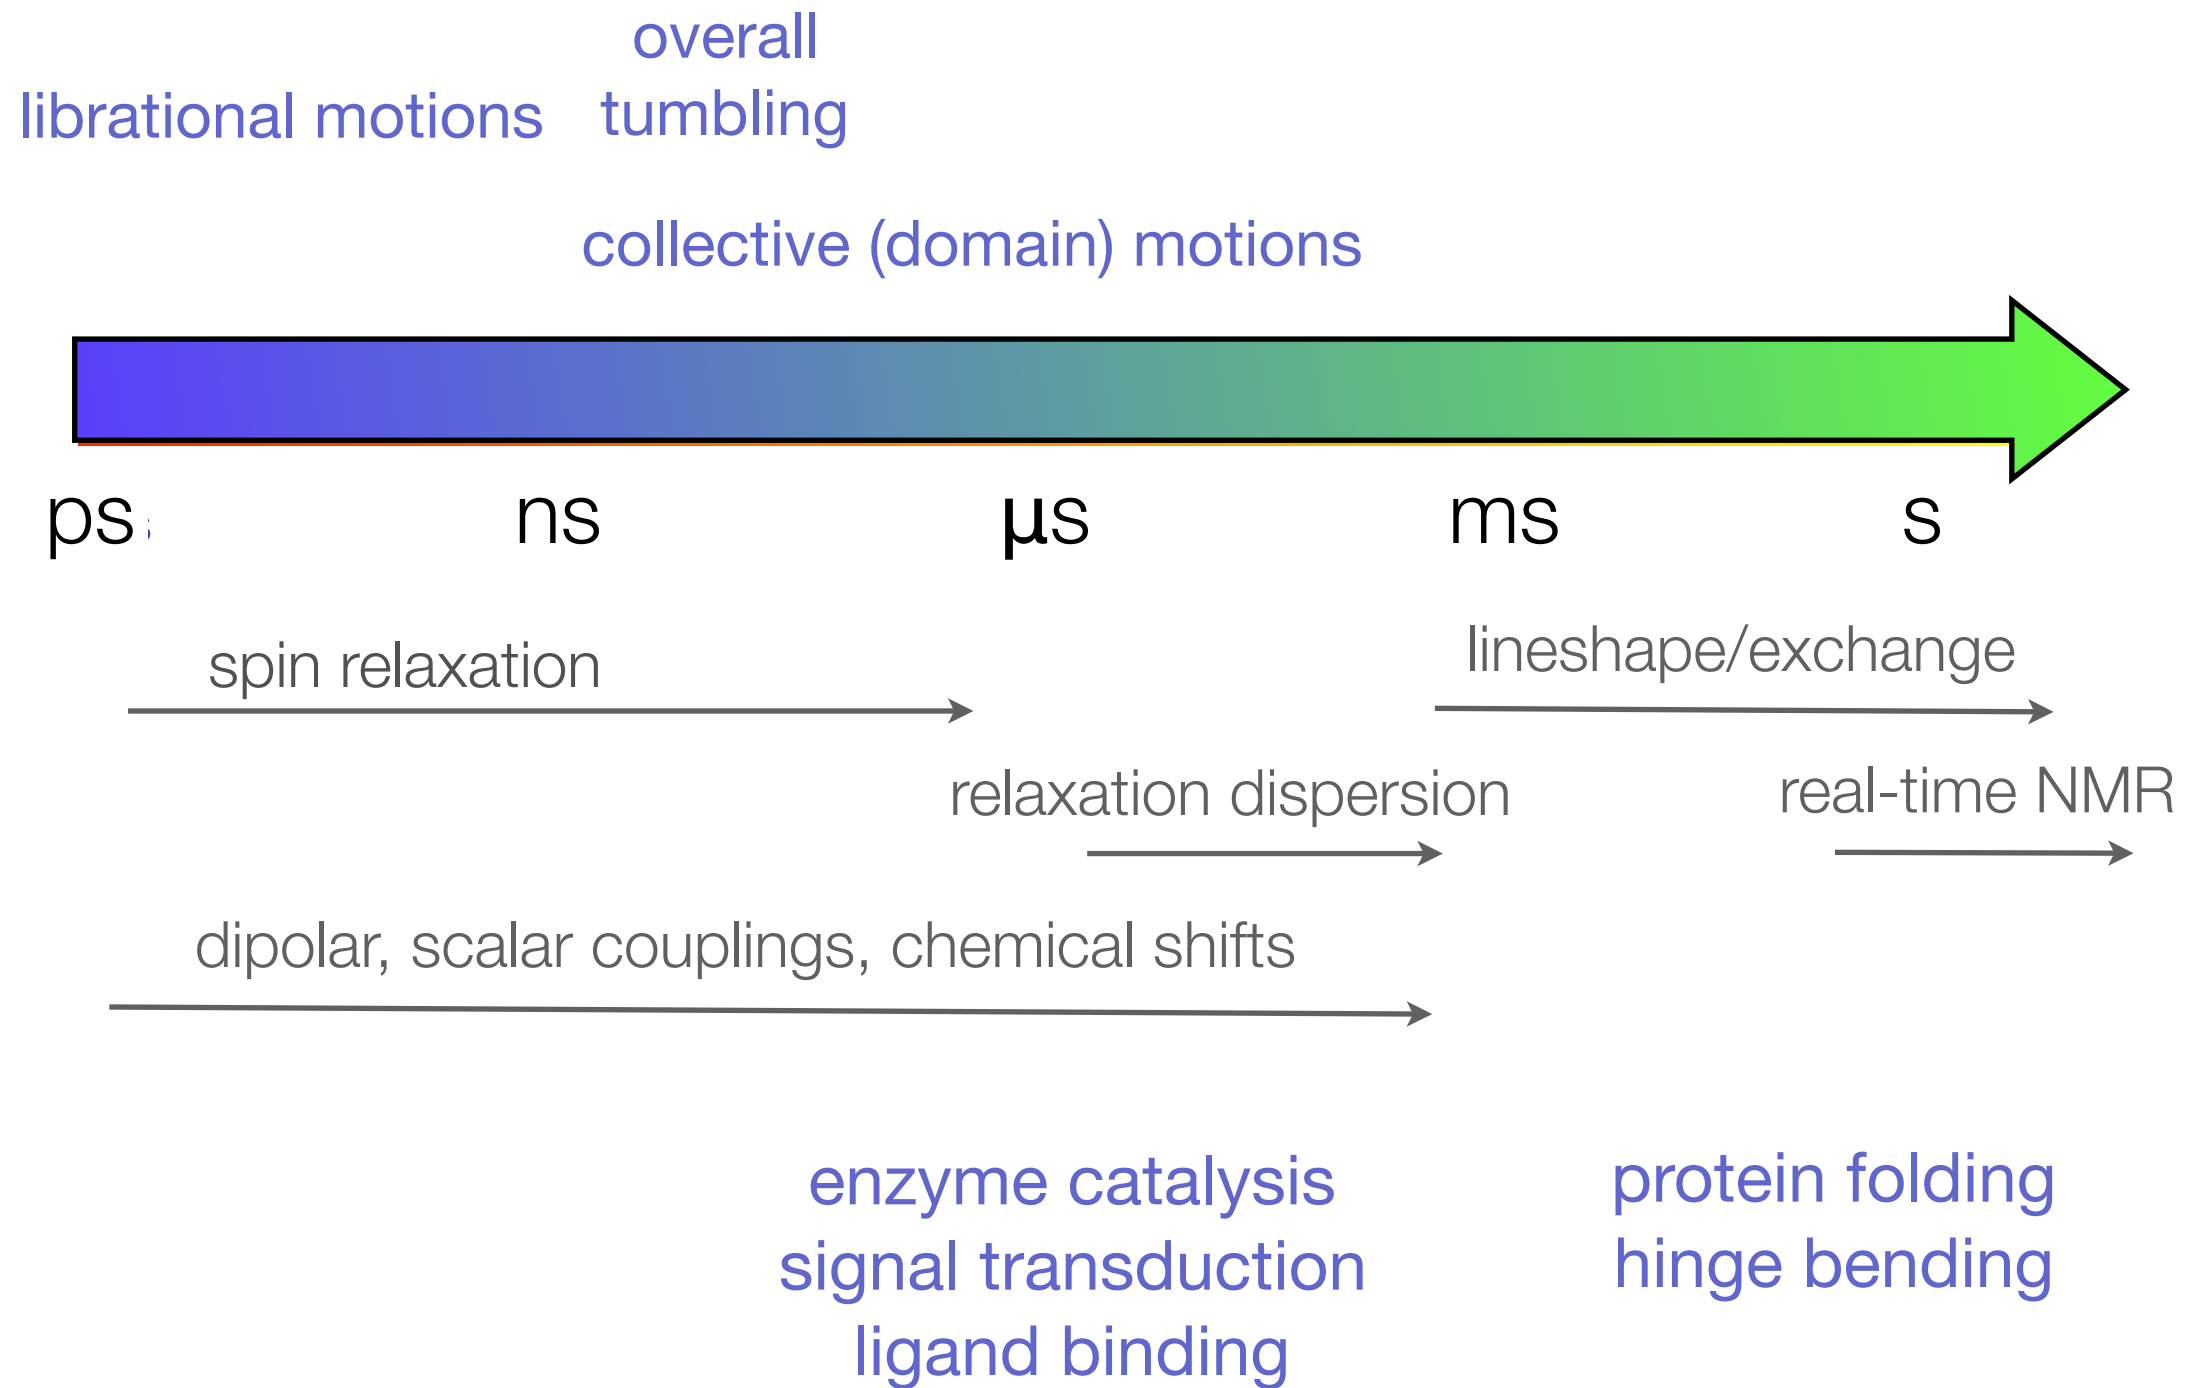 overall
librational motions tumbling
collective (domain) motions
ps ns µs ms s
spin relaxation lineshape/exchange
relaxation dispersion real-time NMR
dipolar, scalar couplings, chemical shifts
enzyme catalysis protein folding
signal transduction hinge bending
ligand binding